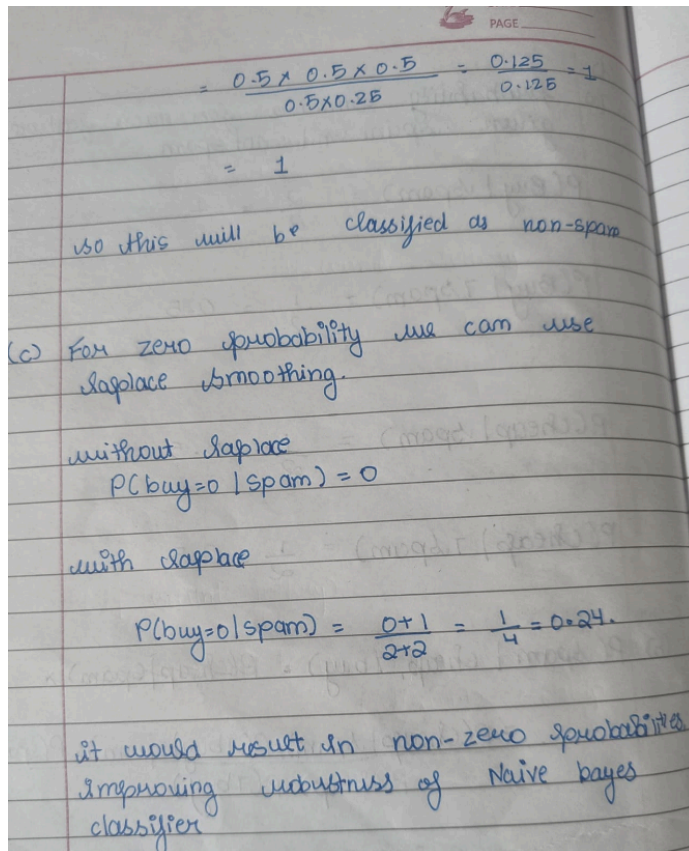 PAGE
= 0.5 × 0.5 × 0.5 / 0.5×0.25 = 0.125 / 0.125 = 1
= 1
so this will be classified as non-spam
(c) For zero probability we can use
laplace smoothing.
without laplace
P(buy=0 | spam) = 0
with laplace
P(buy=0 | spam) = 0+1 / 2+2 = 1 / 4 = 0.24.
it would result in non-zero probabilities
improving robustness of Naive bayes
classifier